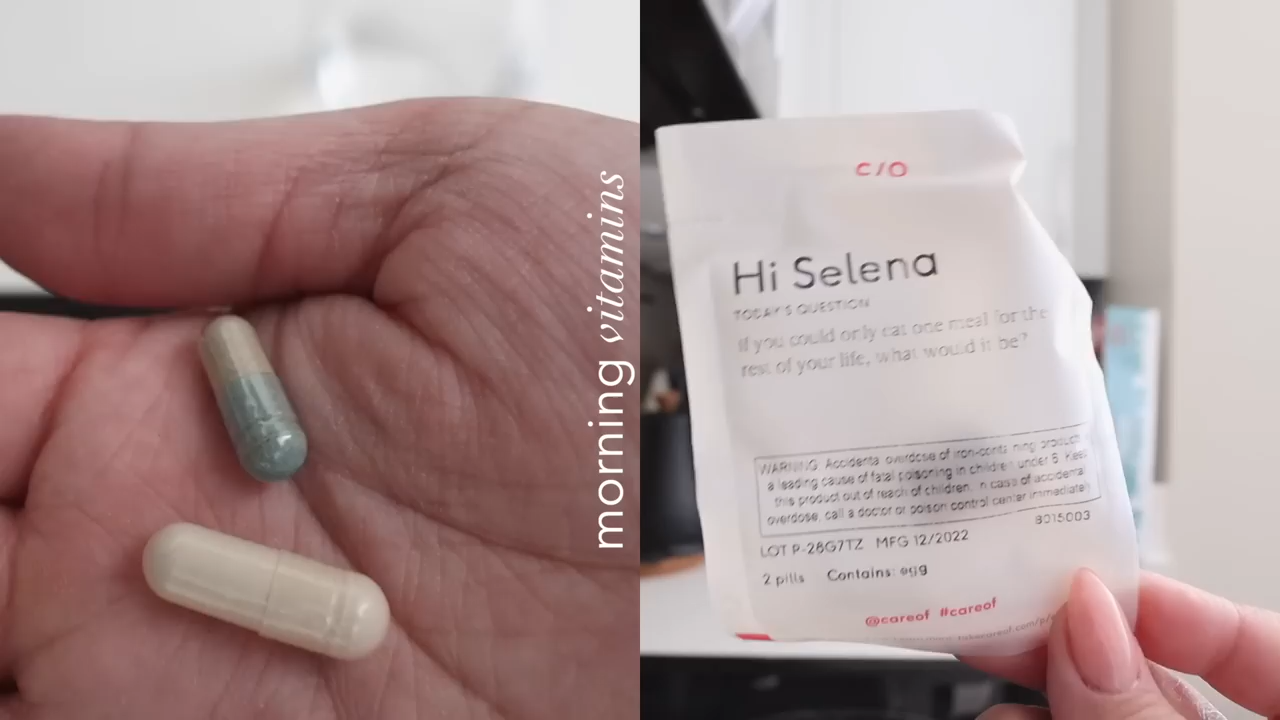 morning vitamins
C/O
Hi Selena
TODAY'S QUESTION
If you could only eat one meal for the
rest of your life, what would it be?
WARNING: Accidental overdose of iron-containing products
a leading cause of fatal poisoning in children under 6. Keep
this product out of reach of children. In case of accidental
overdose, call a doctor or poison control center immediately
8015003
LOT P-26G7TZ MFG 12/2022
2 pills Contains: egg
@careof #careof